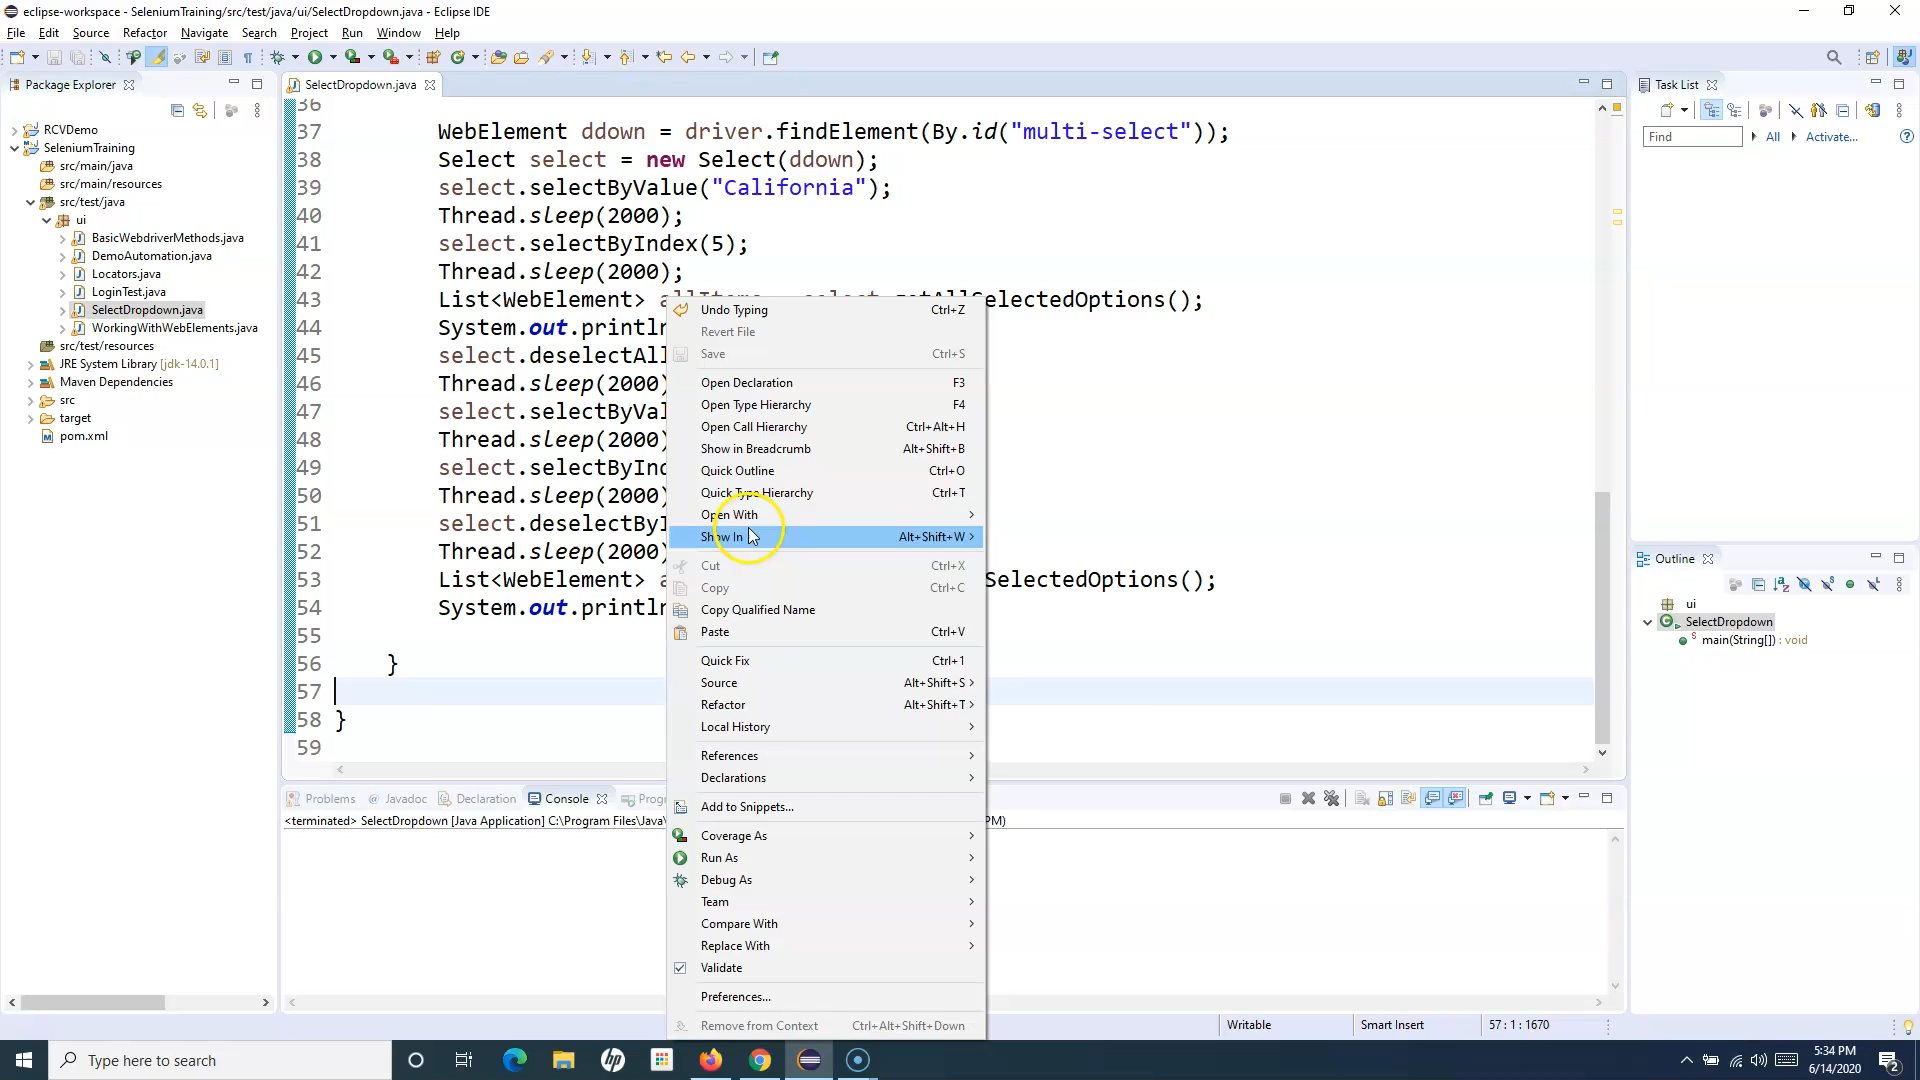 eclipse-workspace - SeleniumTraining/src/test/java/ui/SelectDropdown.java - Eclipse IDE
File Edit Source Refactor Navigate Search Project Run Window Help
Package Explorer
RCVDemo
SeleniumTraining
src/main/java
src/main/resources
src/test/java
ui
BasicWebdriverMethods.java
DemoAutomation.java
Locators.java
LoginTest.java
SelectDropdown.java
WorkingWithWebElements.java
src/test/resources
JRE System Library [jdk-14.0.1]
Maven Dependencies
src
target
pom.xml
SelectDropdown.java
36
37 WebElement ddown = driver.findElement(By.id("multi-select"));
38 Select select = new Select(ddown);
39 select.selectByValue("California");
40 Thread.sleep(2000);
41 select.selectByIndex(5);
42 Thread.sleep(2000);
43 List<WebElement> allItems = select.getAllSelectedOptions();
44 System.out.println
45 select.deselectAll
46 Thread.sleep(2000)
47 select.selectByVal
48 Thread.sleep(2000)
49 select.selectByInd
50 Thread.sleep(2000)
51 select.deselectByI
52 Thread.sleep(2000)
53 List<WebElement> a SelectedOptions();
54 System.out.println
55
56 }
57
58 }
59
Undo Typing Ctrl+Z
Revert File
Save Ctrl+S
Open Declaration F3
Open Type Hierarchy F4
Open Call Hierarchy Ctrl+Alt+H
Show in Breadcrumb Alt+Shift+B
Quick Outline Ctrl+O
Quick Type Hierarchy Ctrl+T
Open With
Show In Alt+Shift+W
Cut Ctrl+X
Copy Ctrl+C
Copy Qualified Name
Paste Ctrl+V
Quick Fix Ctrl+1
Source Alt+Shift+S
Refactor Alt+Shift+T
Local History
References
Declarations
Add to Snippets...
Coverage As
Run As
Debug As
Team
Compare With
Replace With
Validate
Preferences...
Remove from Context Ctrl+Alt+Shift+Down
Problems Javadoc Declaration Console Progr
<terminated> SelectDropdown [Java Application] C:\Program Files\Java\ PM)
Task List
Find All Activate...
Outline
ui
SelectDropdown
main(String[]) : void
Writable Smart Insert 57 : 1 : 1670
Type here to search
5:34 PM
6/14/2020
2